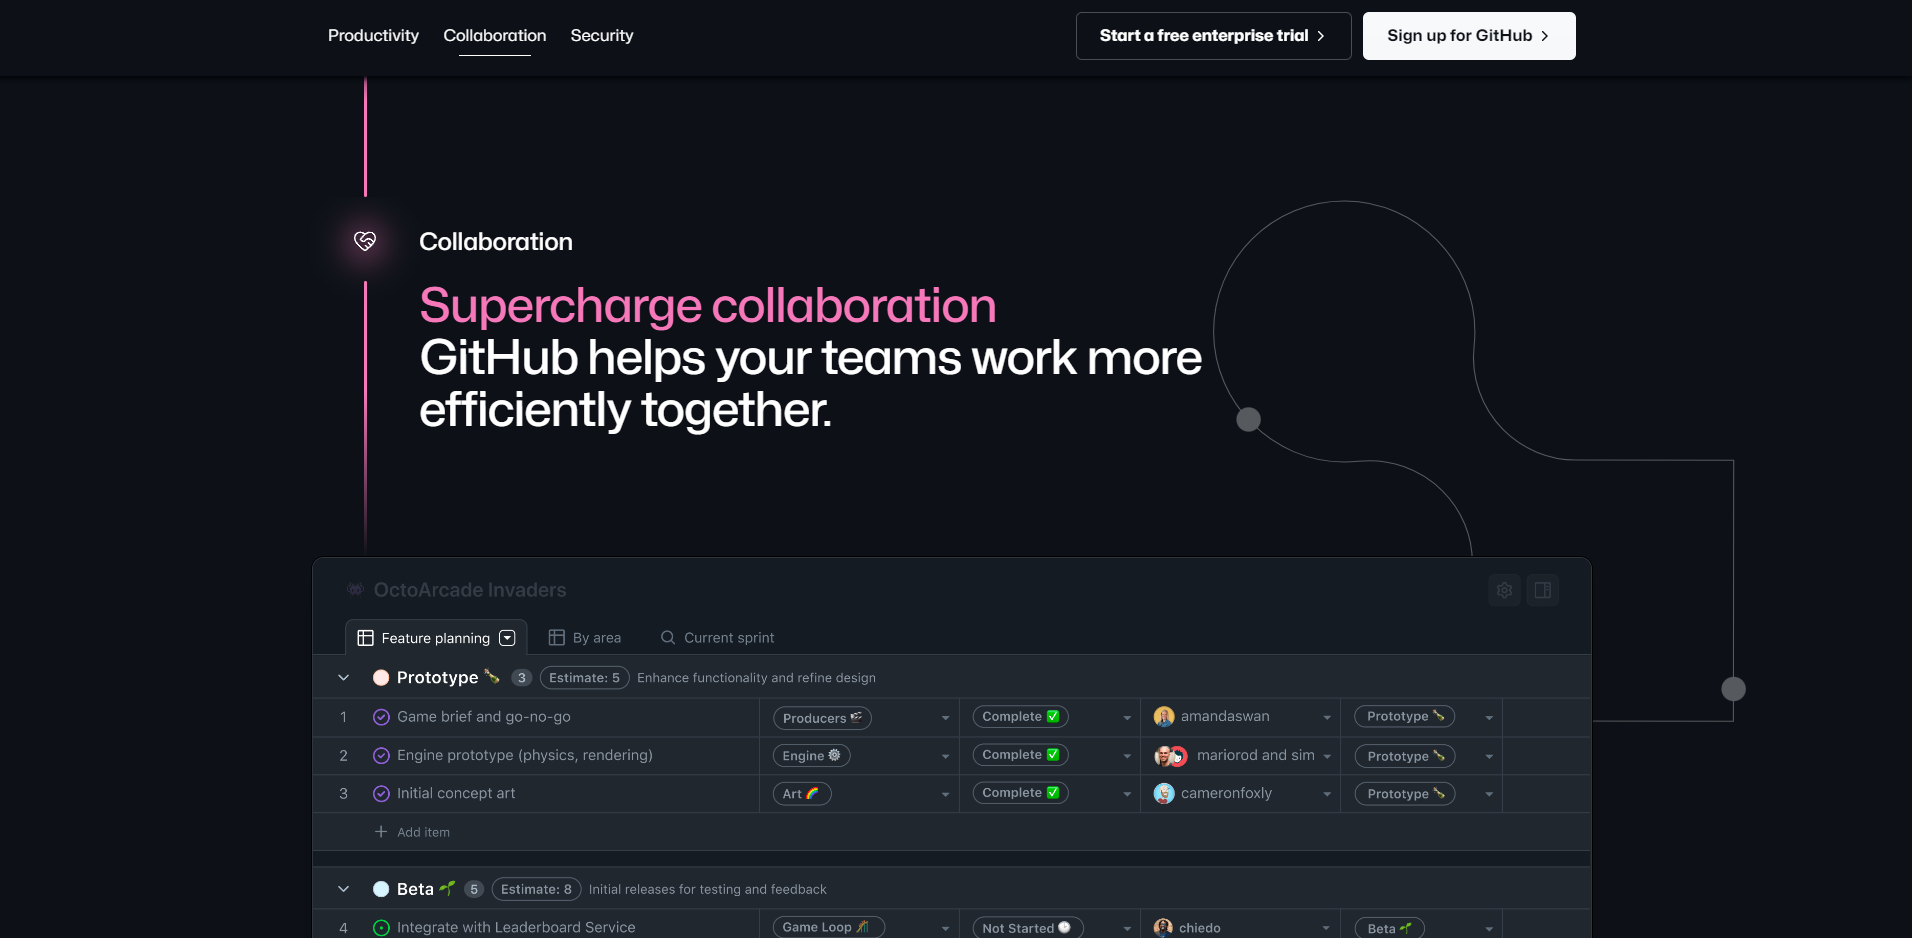 Productivity Collaboration Security Start a free enterprise trial Sign up for GitHub
Collaboration
Supercharge collaboration
GitHub helps your teams work more
efficiently together.
OctoArcade Invaders
Feature planning By area Current sprint
Prototype 3 Estimate: 5 Enhance functionality and refine design
1 Game brief and go-no-go Producers 🎬 Complete ✅ amandaswan Prototype
2 Engine prototype (physics, rendering) Engine ⚙️ Complete ✅ mariorod and sim Prototype
3 Initial concept art Art 🌈 Complete ✅ cameronfoxly Prototype
Add item
Beta 🌱 5 Estimate: 8 Initial releases for testing and feedback
4 Integrate with Leaderboard Service Game Loop Not Started 🕑 chiedo Beta 🌱